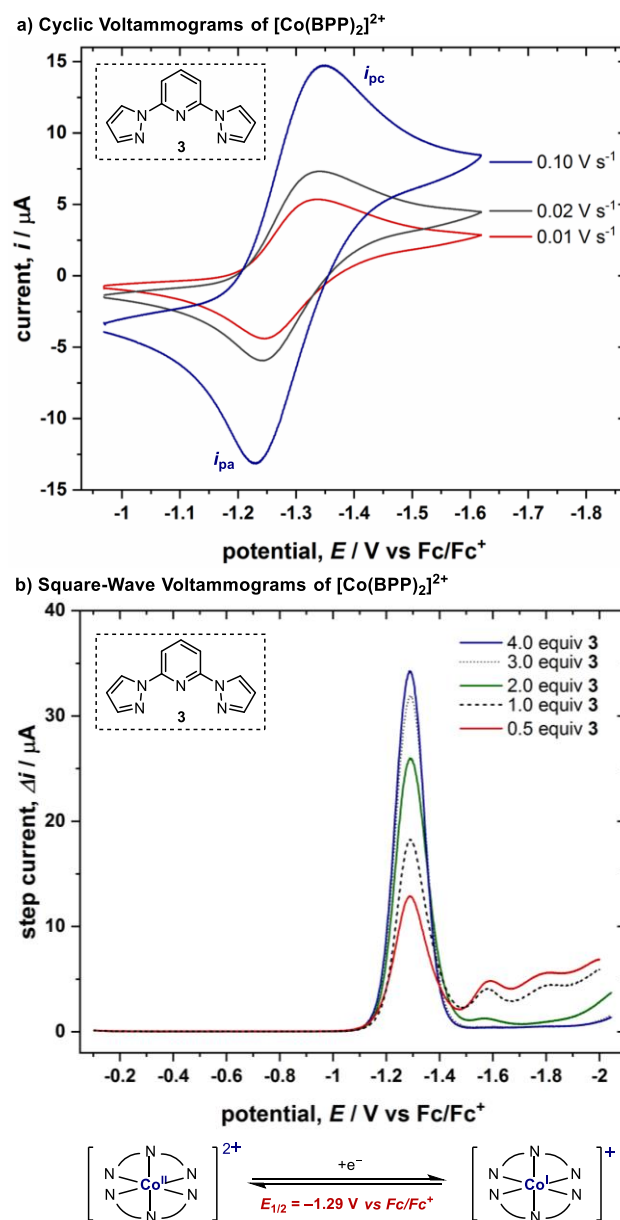 a) Cyclic Voltammograms of [Co(BPP)₂]²⁺
15
10
5
0
-5
-10
-15
current, i / μA
N
N
N
N
N
3
ipc
ipa
0.10 V s⁻¹
0.02 V s⁻¹
0.01 V s⁻¹
-1 -1.1 -1.2 -1.3 -1.4 -1.5 -1.6 -1.7 -1.8
potential, E / V vs Fc/Fc⁺
b) Square-Wave Voltammograms of [Co(BPP)₂]²⁺
40
30
20
10
0
step current, Δi / μA
N
N
N
N
N
3
4.0 equiv 3
3.0 equiv 3
2.0 equiv 3
1.0 equiv 3
0.5 equiv 3
-0.2 -0.4 -0.6 -0.8 -1 -1.2 -1.4 -1.6 -1.8 -2
potential, E / V vs Fc/Fc⁺
2+
N
N N
Coᴵᴵ
N N
N
+e⁻
E1/2 = –1.29 V vs Fc/Fc⁺
+
N
N N
Coᴵ
N N
N